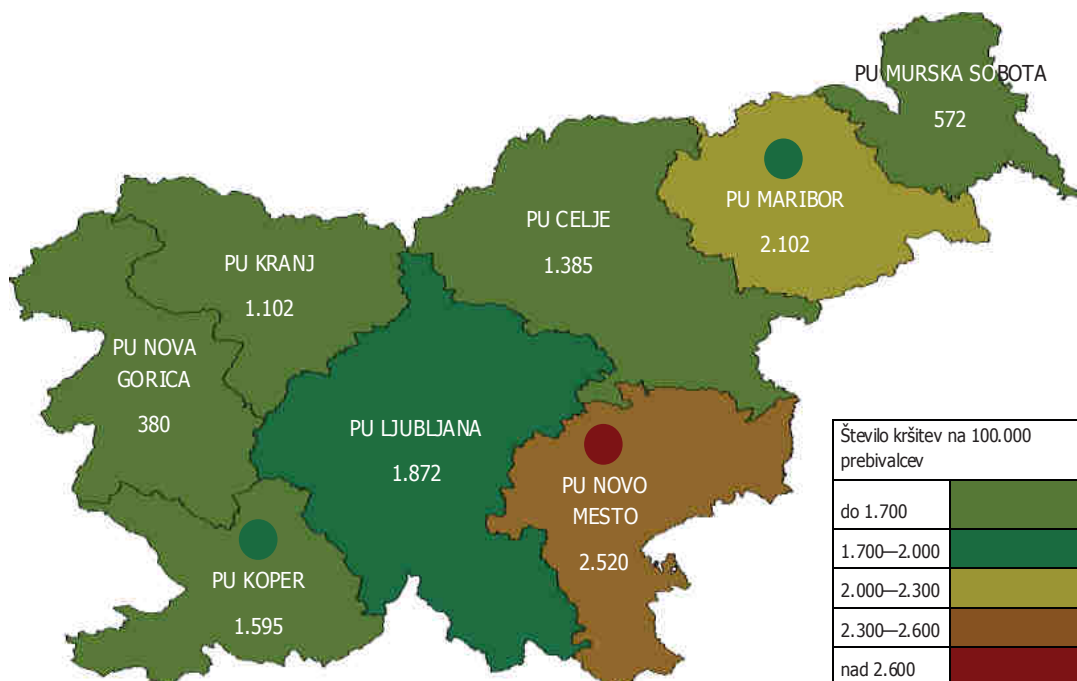 PU MURSKA SOBOTA
572
PU MARIBOR
2.102
PU CELJE
1.385
PU KRANJ
1.102
PU NOVA
GORICA
380
PU LJUBLJANA
1.872
PU NOVO
MESTO
2.520
PU KOPER
1.595
Število kršitev na 100.000
prebivalcev
do 1.700
1.700—2.000
2.000—2.300
2.300—2.600
nad 2.600